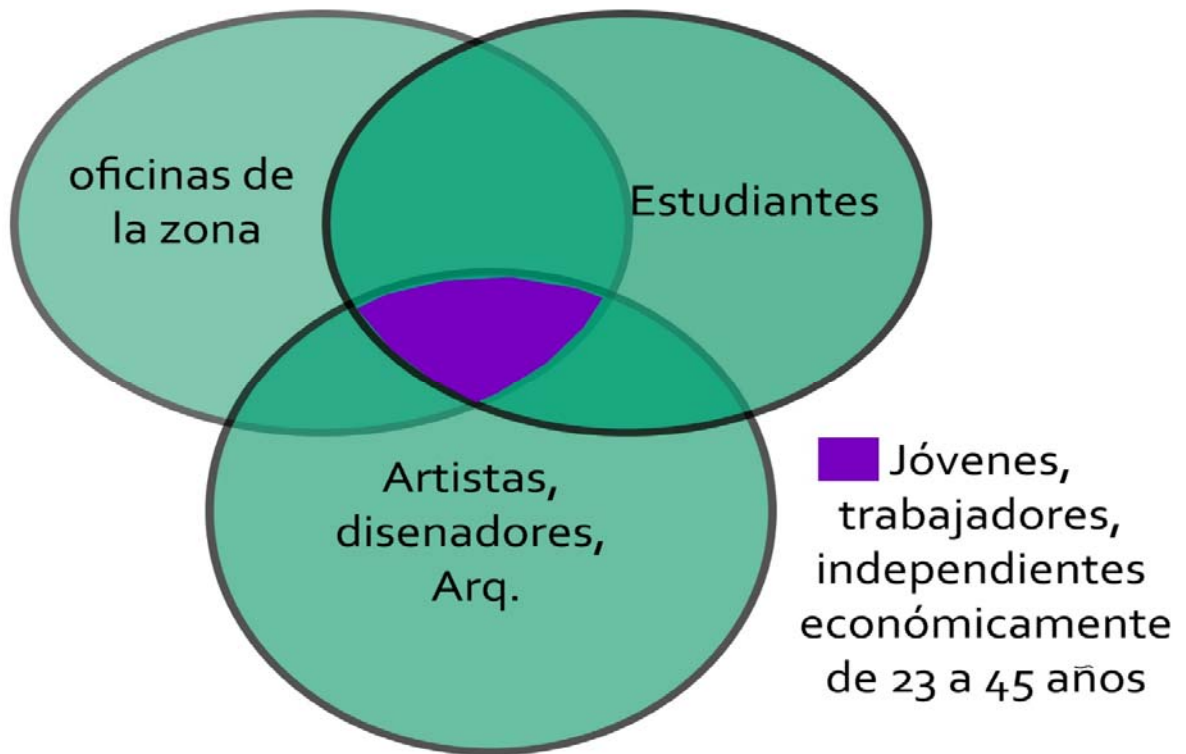 oficinas de
la zona
Estudiantes
Artistas,
disenadores,
Arq.
Jóvenes,
trabajadores,
independientes
económicamente
de 23 a 45 años